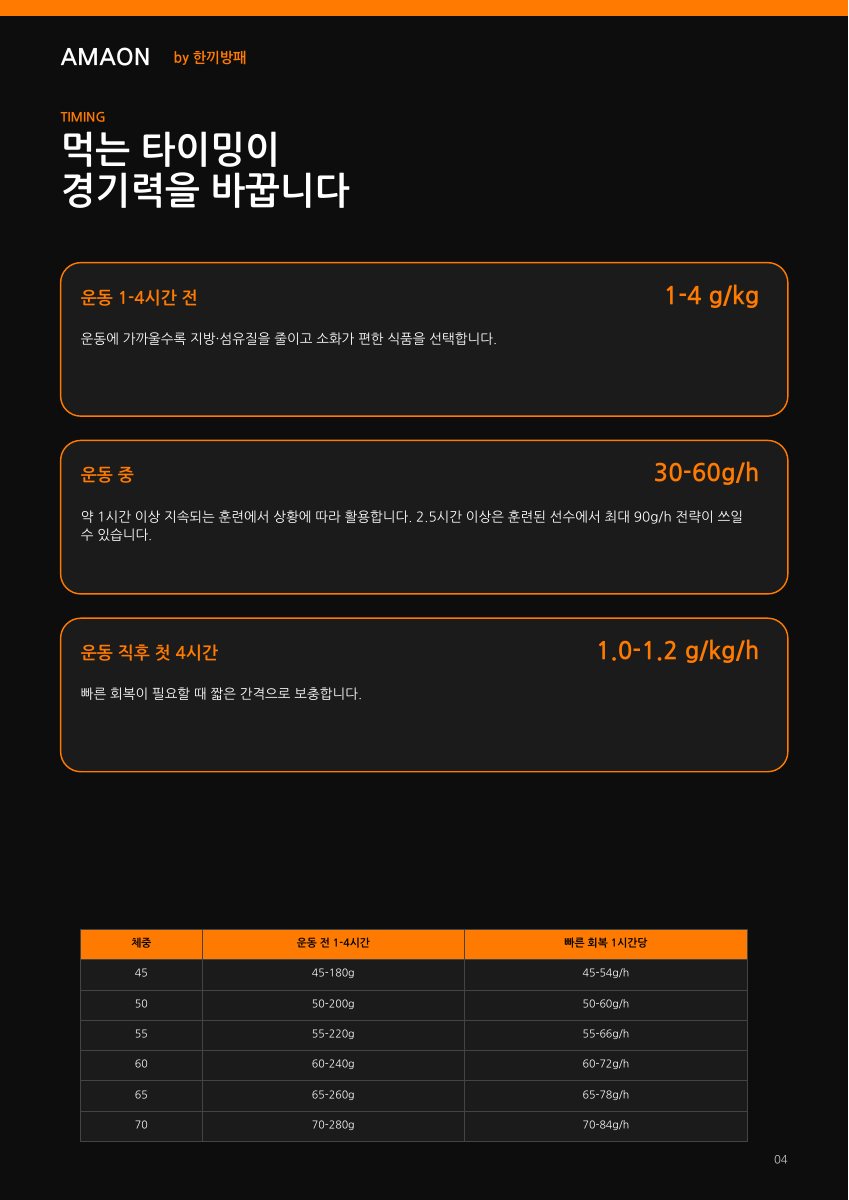 AMAON by 한끼방패
TIMING
먹는 타이밍이
경기력을 바꿉니다
운동 1-4시간 전 1-4 g/kg
운동에 가까울수록 지방·섬유질을 줄이고 소화가 편한 식품을 선택합니다.
운동 중 30-60g/h
약 1시간 이상 지속되는 훈련에서 상황에 따라 활용합니다. 2.5시간 이상은 훈련된 선수에서 최대 90g/h 전략이 쓰일
수 있습니다.
운동 직후 첫 4시간 1.0-1.2 g/kg/h
빠른 회복이 필요할 때 짧은 간격으로 보충합니다.
체중 운동 전 1-4시간 빠른 회복 1시간당
45 45-180g 45-54g/h
50 50-200g 50-60g/h
55 55-220g 55-66g/h
60 60-240g 60-72g/h
65 65-260g 65-78g/h
70 70-280g 70-84g/h
04